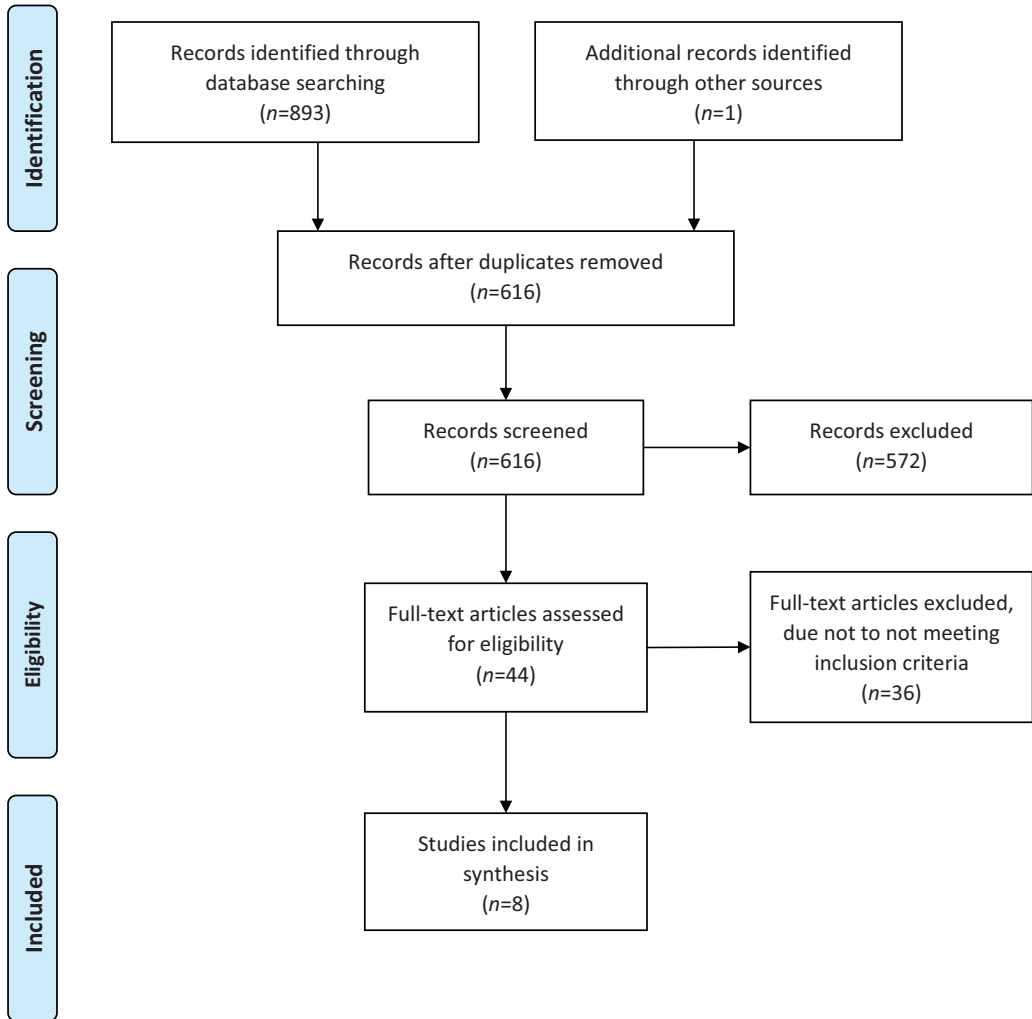 Identification
Records identified through
database searching
(n=893)
Additional records identified
through other sources
(n=1)
Records after duplicates removed
(n=616)
Screening
Records screened
(n=616)
Records excluded
(n=572)
Eligibility
Full-text articles assessed
for eligibility
(n=44)
Full-text articles excluded,
due not to not meeting
inclusion criteria
(n=36)
Included
Studies included in
synthesis
(n=8)